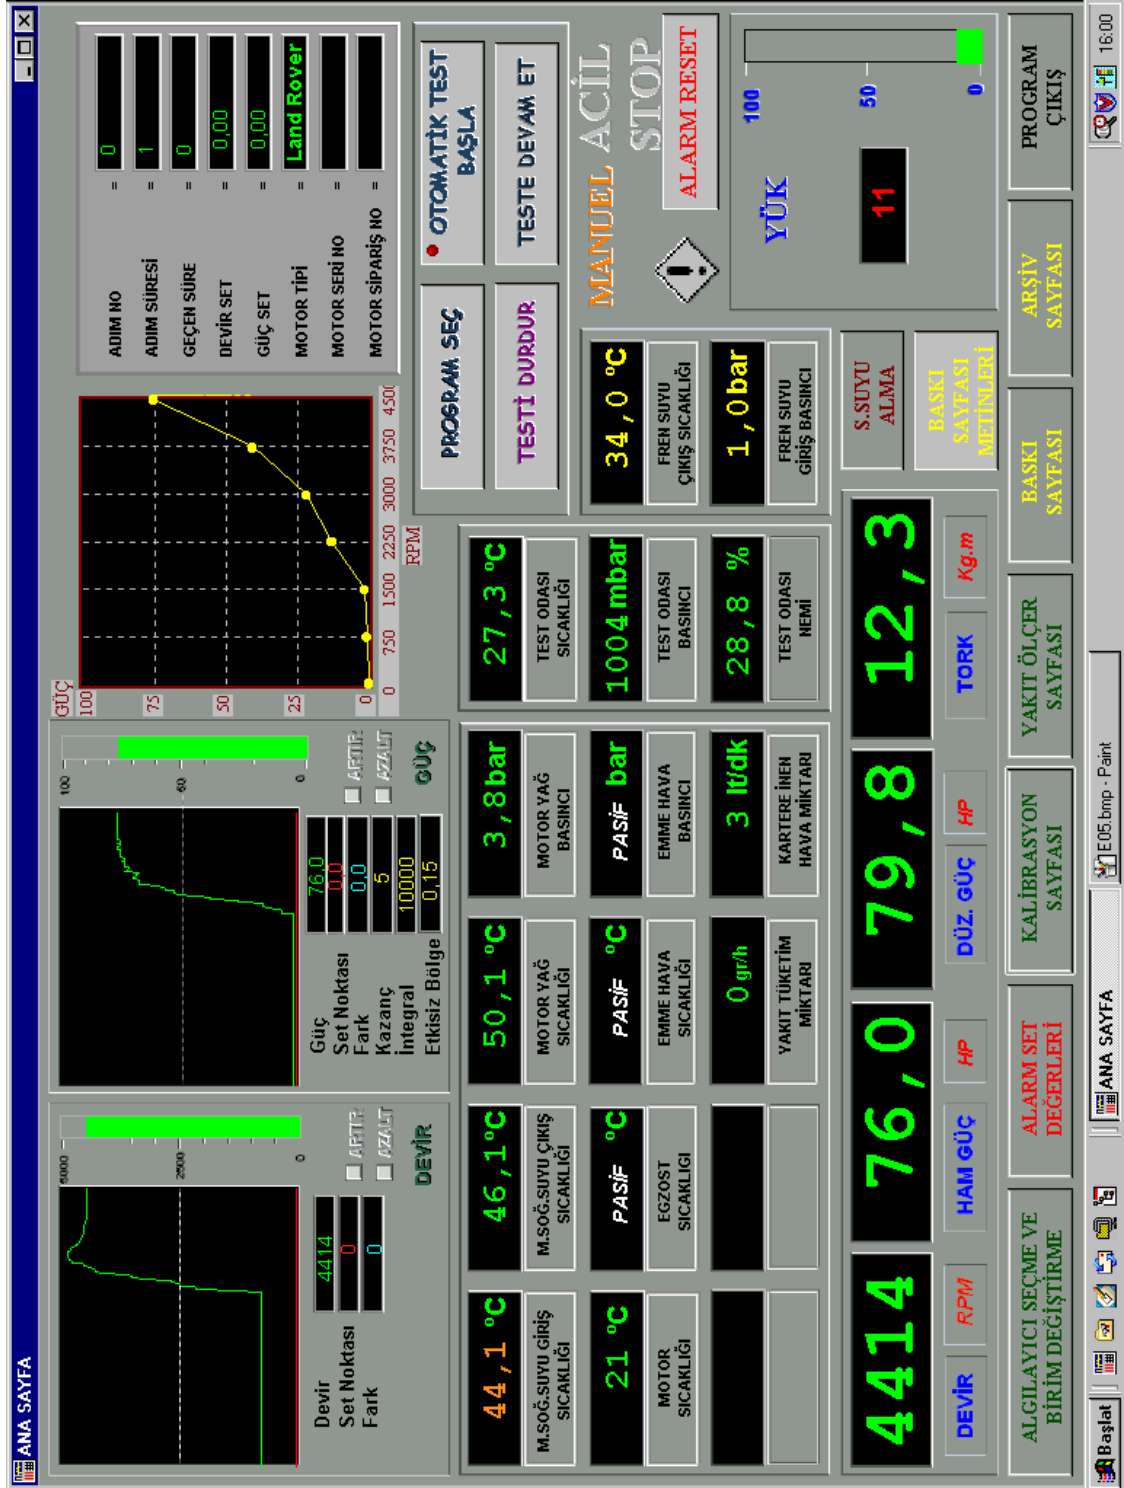 ANA SAYFA
5000
2500
0
Devir
4414
Set Noktası
0
Fark
0
ARTIR
AZALT
DEVİR
100
50
0
Güç
76,0
Set Noktası
0,0
Fark
0,0
Kazanç
5
İntegral
10000
Etkisiz Bölge
0,15
ARTIR
AZALT
GÜÇ
GÜÇ
100
75
50
25
0
0 750 1500 2250 3000 3750 4500
RPM
ADIM NO = 0
ADIM SÜRESİ = 1
GEÇEN SÜRE = 0
DEVİR SET = 0,00
GÜÇ SET = 0,00
MOTOR TİPİ = Land Rover
MOTOR SERİ NO =
MOTOR SİPARİŞ NO =
PROGRAM SEÇ
OTOMATİK TEST
BAŞLA
TESTİ DURDUR
TESTE DEVAM ET
44,1 °C
M.SOĞ.SUYU GİRİŞ
SICAKLIĞI
46,1°C
M.SOĞ.SUYU ÇIKIŞ
SICAKLIĞI
50,1 °C
MOTOR YAĞ
SICAKLIĞI
3,8bar
MOTOR YAĞ
BASINCI
27,3 °C
TEST ODASI
SICAKLIĞI
34,0 °C
FREN SUYU
ÇIKIŞ SICAKLIĞI
21 °C
MOTOR
SICAKLIĞI
PASİF °C
EGZOST
SICAKLIGI
PASİF °C
EMME HAVA
SICAKLIĞI
PASİF bar
EMME HAVA
BASINCI
1004 mbar
TEST ODASI
BASINCI
1,0bar
FREN SUYU
GİRİŞ BASINCI
0 gr/h
YAKIT TÜKETİM
MİKTARI
3 lt/dk
KARTERE İNEN
HAVA MİKTARI
28,8 %
TEST ODASI
NEMİ
MANUEL
ACİL
STOP
ALARM RESET
YÜK
11
100
50
0
S.SUYU
ALMA
BASKI
SAYFASI
METİNLERİ
4414
DEVİR
RPM
76,0
HAM GÜÇ
HP
79,8
DÜZ. GÜÇ
HP
12,3
TORK
Kg.m
ALGILAYICI SEÇME VE
BİRİM DEĞİŞTİRME
ALARM SET
DEĞERLERİ
KALİBRASYON
SAYFASI
YAKIT ÖLÇER
SAYFASI
BASKI
SAYFASI
ARŞİV
SAYFASI
PROGRAM
ÇIKIŞ
Başlat
ANA SAYFA
E05.bmp - Paint
16:00